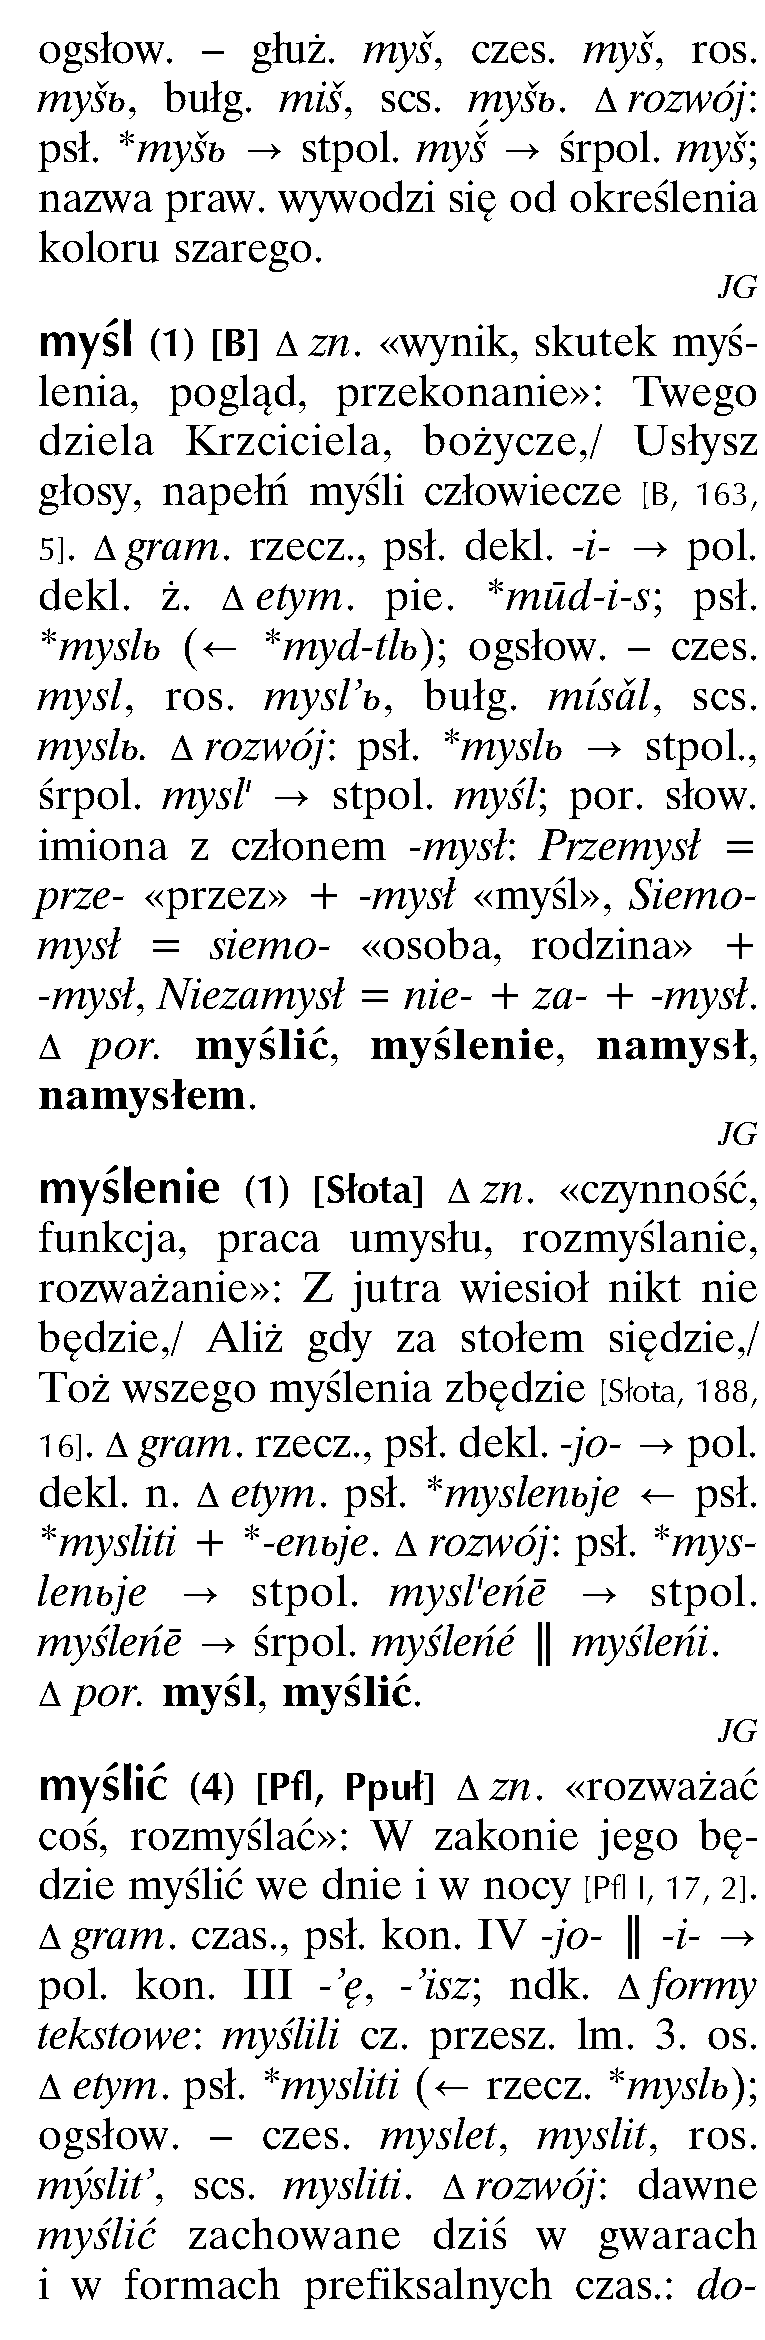 ogsłow. – głuż. myš, czes. myš, ros.
myšь, bułg. miš, scs. myšь. Δ rozwój:
psł. *myšь → stpol. myš́ → śrpol. myš;
nazwa praw. wywodzi się od określenia
koloru szarego.
JG
myśl (1) [B] Δ zn. «wynik, skutek myś-
lenia, pogląd, przekonanie»: Twego
dziela Krzciciela, bożycze,/ Usłysz
głosy, napełń myśli człowiecze [B, 163,
5]. Δ gram. rzecz., psł. dekl. -i- → pol.
dekl. ż. Δ etym. pie. *mūd-i-s; psł.
*myslь (← *myd-tlь); ogsłow. – czes.
mysl, ros. mysl’ь, bułg. mísǎl, scs.
myslь. Δ rozwój: psł. *myslь → stpol.,
śrpol. mysl' → stpol. myśl; por. słow.
imiona z członem -mysł: Przemysł =
prze- «przez» + -mysł «myśl», Siemo-
mysł = siemo- «osoba, rodzina» +
-mysł, Niezamysł = nie- + za- + -mysł.
Δ por. myślić, myślenie, namysł,
namysłem.
JG
myślenie (1) [Słota] Δ zn. «czynność,
funkcja, praca umysłu, rozmyślanie,
rozważanie»: Z jutra wiesioł nikt nie
będzie,/ Aliż gdy za stołem siędzie,/
Toż wszego myślenia zbędzie [Słota, 188,
16]. Δ gram. rzecz., psł. dekl. -jo- → pol.
dekl. n. Δ etym. psł. *myslenьje ← psł.
*mysliti + *-enьje. Δ rozwój: psł. *mys-
lenьje → stpol. mysl'eńē → stpol.
myśleńē → śrpol. myśleńé || myśleńi.
Δ por. myśl, myślić.
JG
myślić (4) [Pfl, Ppuł] Δ zn. «rozważać
coś, rozmyślać»: W zakonie jego bę-
dzie myślić we dnie i w nocy [Pfl I, 17, 2].
Δ gram. czas., psł. kon. IV -jo- || -i- →
pol. kon. III -’ę, -’isz; ndk. Δ formy
tekstowe: myślili cz. przesz. lm. 3. os.
Δ etym. psł. *mysliti (← rzecz. *myslь);
ogsłow. – czes. myslet, myslit, ros.
mýslit’, scs. mysliti. Δ rozwój: dawne
myślić zachowane dziś w gwarach
i w formach prefiksalnych czas.: do-